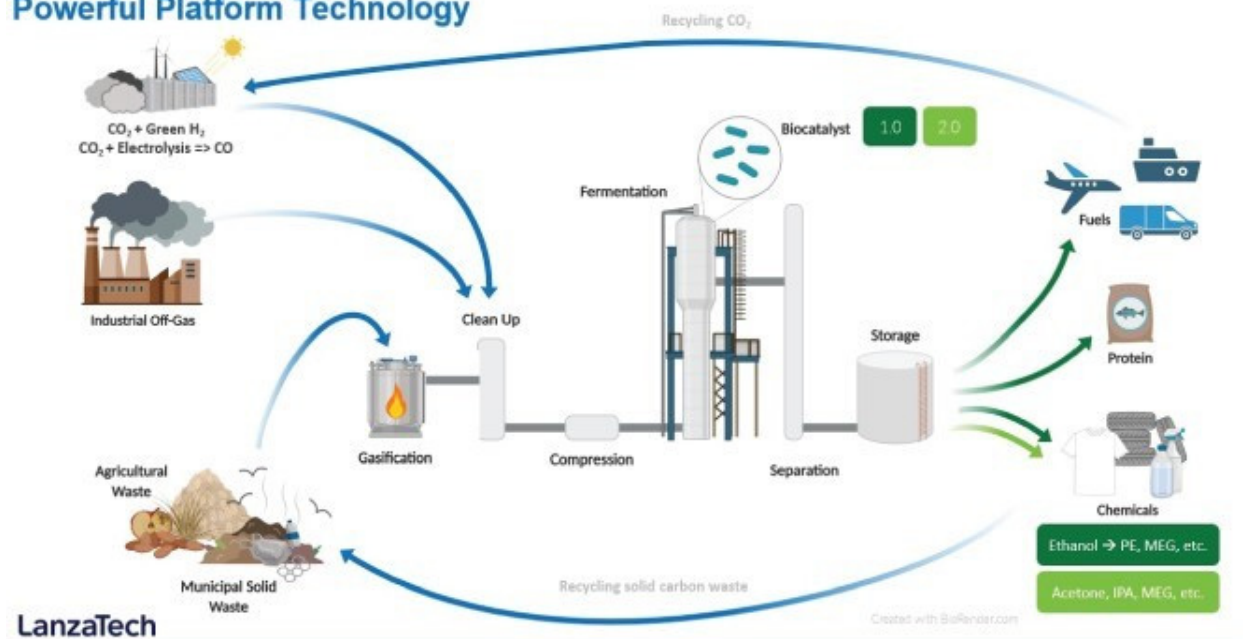 Powerful Platform Technology
Recycling CO₂
CO₂ + Green H₂
CO₂ + Electrolysis => CO
Biocatalyst
1.0
2.0
Fermentation
Fuels
Industrial Off-Gas
Clean Up
Storage
Protein
Gasification
Compression
Separation
Agricultural
Waste
Chemicals
Ethanol → PE, MEG, etc.
Municipal Solid
Waste
Recycling solid carbon waste
Acetone, IPA, MEG, etc.
Created with BioRender.com
LanzaTech